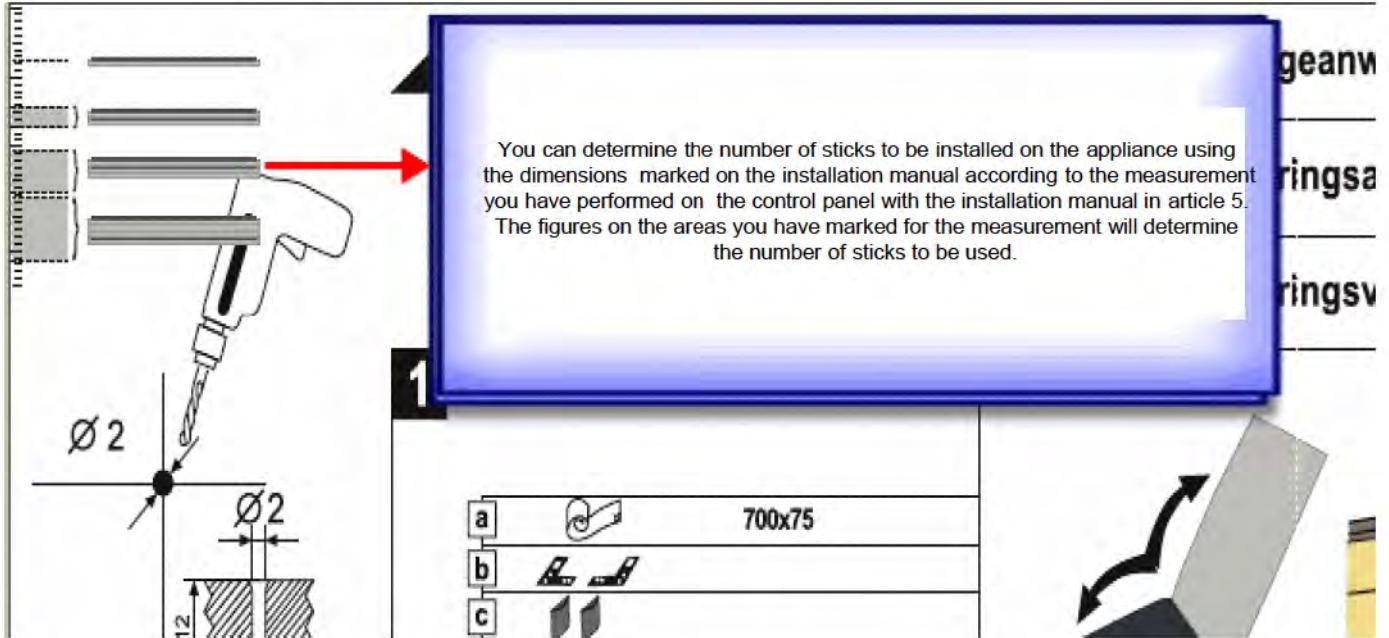 geanw
You can determine the number of sticks to be installed on the appliance using
the dimensions marked on the installation manual according to the measurement
you have performed on the control panel with the installation manual in article 5.
The figures on the areas you have marked for the measurement will determine
the number of sticks to be used.
ringsa
ringsv
1
Ø 2
Ø2
12
a 700x75
b
c